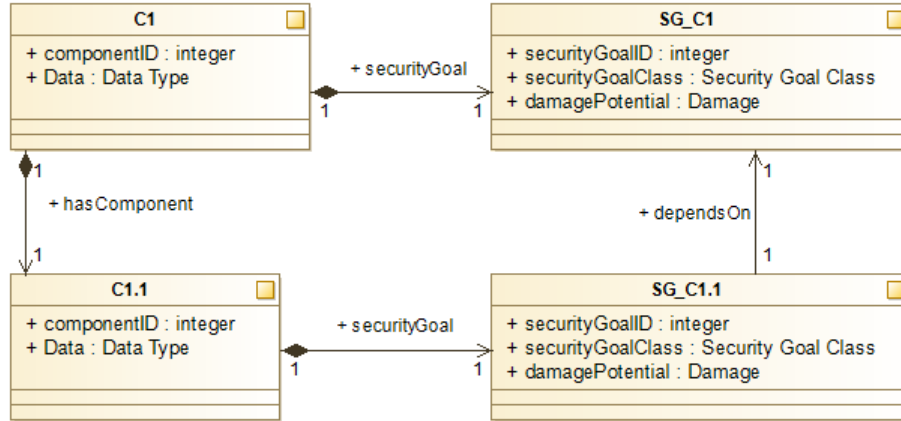 C1
+ componentID : integer
+ Data : Data Type
SG_C1
+ securityGoalID : integer
+ securityGoalClass : Security Goal Class
+ damagePotential : Damage
+ securityGoal
1
1
1
+ hasComponent
1
1
+ dependsOn
1
C1.1
+ componentID : integer
+ Data : Data Type
SG_C1.1
+ securityGoalID : integer
+ securityGoalClass : Security Goal Class
+ damagePotential : Damage
+ securityGoal
1
1